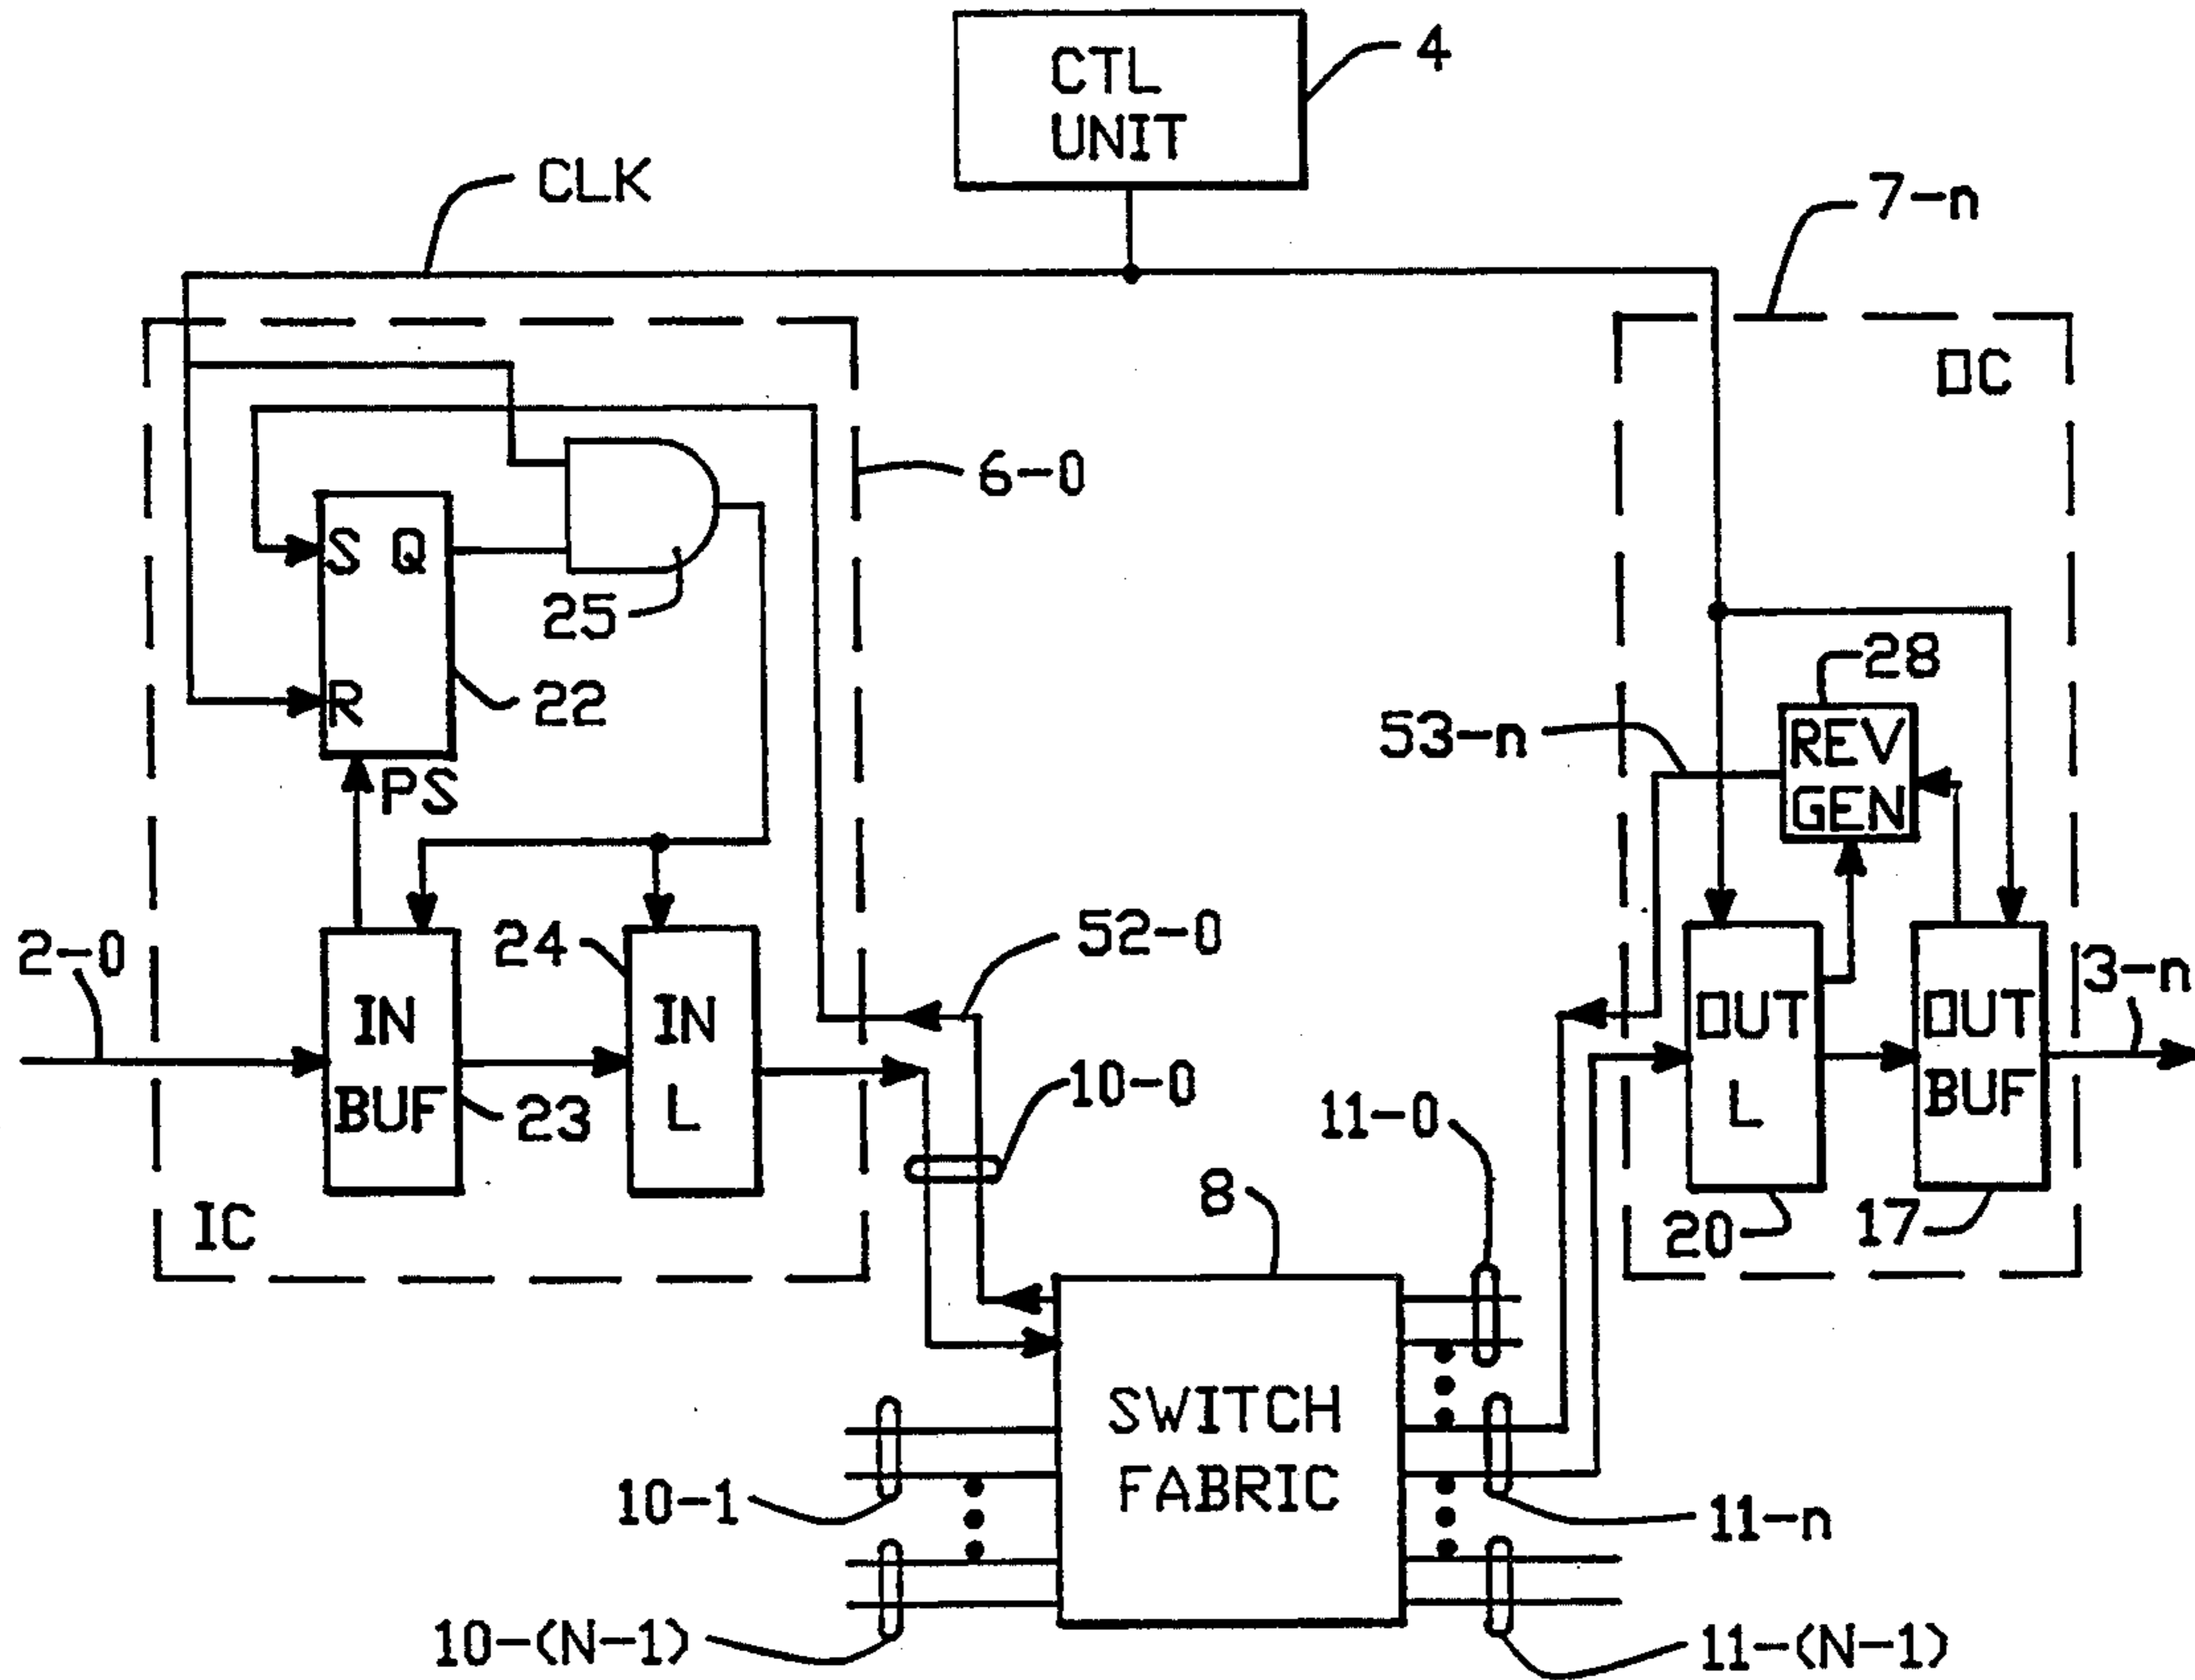 CTL
UNIT
4
CLK
7-n
OC
6-0
S Q
25
28
R
22
53-n
REV
GEN
PS
2-0
24
52-0
3-n
IN
BUF
IN
L
OUT
L
OUT
BUF
23
10-0
11-0
IC
8
20
17
SWITCH
FABRIC
10-1
11-n
10-(N-1)
11-(N-1)